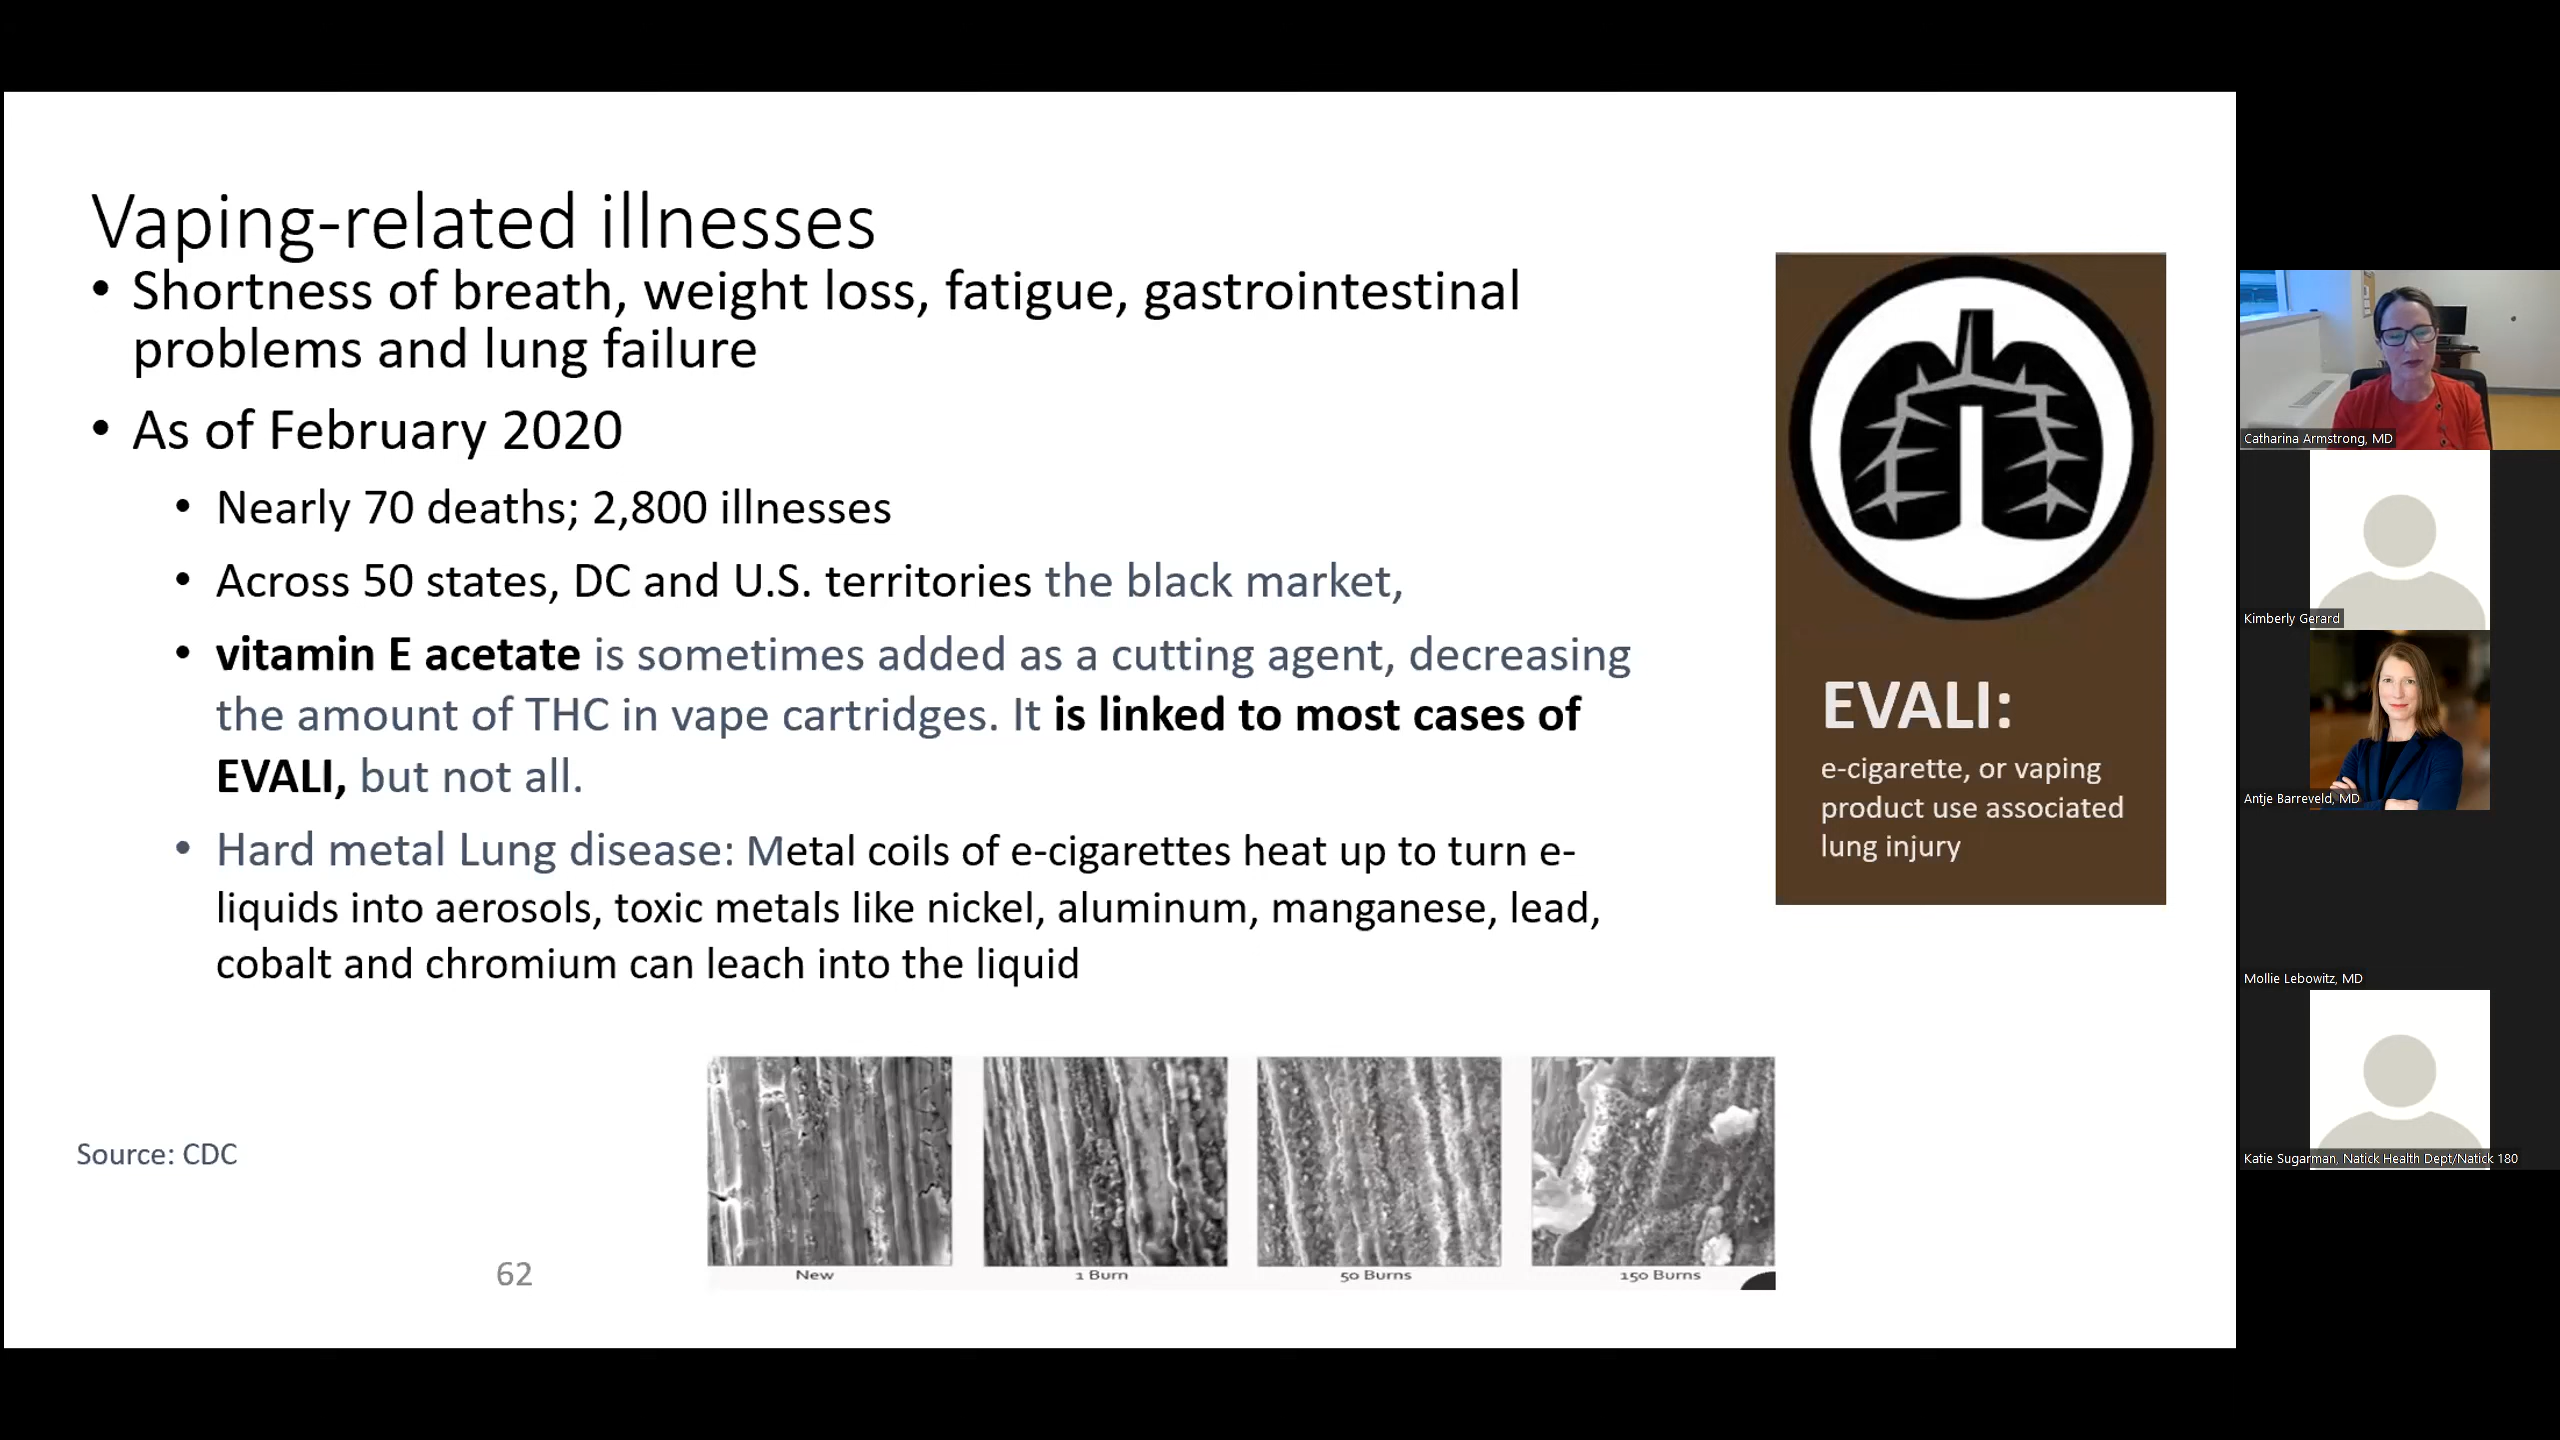 Vaping-related illnesses
• Shortness of breath, weight loss, fatigue, gastrointestinal
problems and lung failure
• As of February 2020
• Nearly 70 deaths; 2,800 illnesses
• Across 50 states, DC and U.S. territories the black market,
• vitamin E acetate is sometimes added as a cutting agent, decreasing
the amount of THC in vape cartridges. It is linked to most cases of
EVALI, but not all.
• Hard metal Lung disease: Metal coils of e-cigarettes heat up to turn e-
liquids into aerosols, toxic metals like nickel, aluminum, manganese, lead,
cobalt and chromium can leach into the liquid
EVALI:
e-cigarette, or vaping
product use associated
lung injury
Source: CDC
62
New
1 Burn
50 Burns
150 Burns
Catharina Armstrong, MD
Kimberly Gerard
Antje Barreveld, MD
Mollie Lebowitz, MD
Katie Sugarman, Natick Health Dept/Natick 180